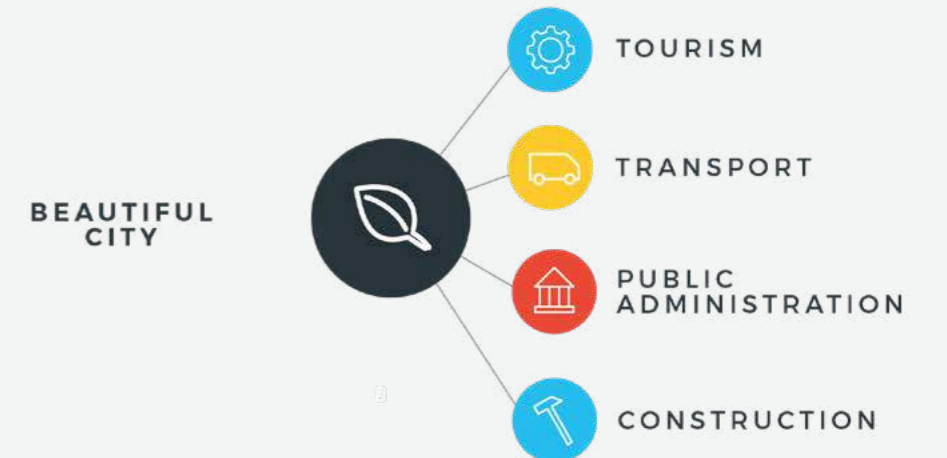 TOURISM
TRANSPORT
BEAUTIFUL
CITY
PUBLIC
ADMINISTRATION
CONSTRUCTION